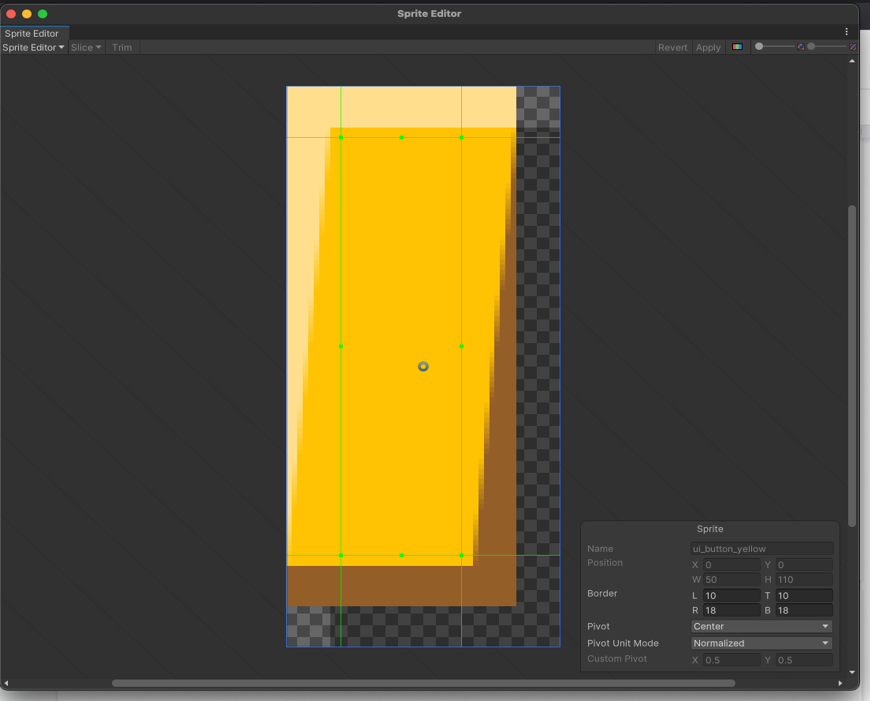 Sprite Editor
Sprite Editor
Sprite Editor Slice Trim Revert Apply
Sprite
Name ui_button_yellow
Position X 0 Y 0
W 50 H 110
Border L 10 T 10
R 18 B 18
Pivot Center
Pivot Unit Mode Normalized
Custom Pivot X 0.5 Y 0.5